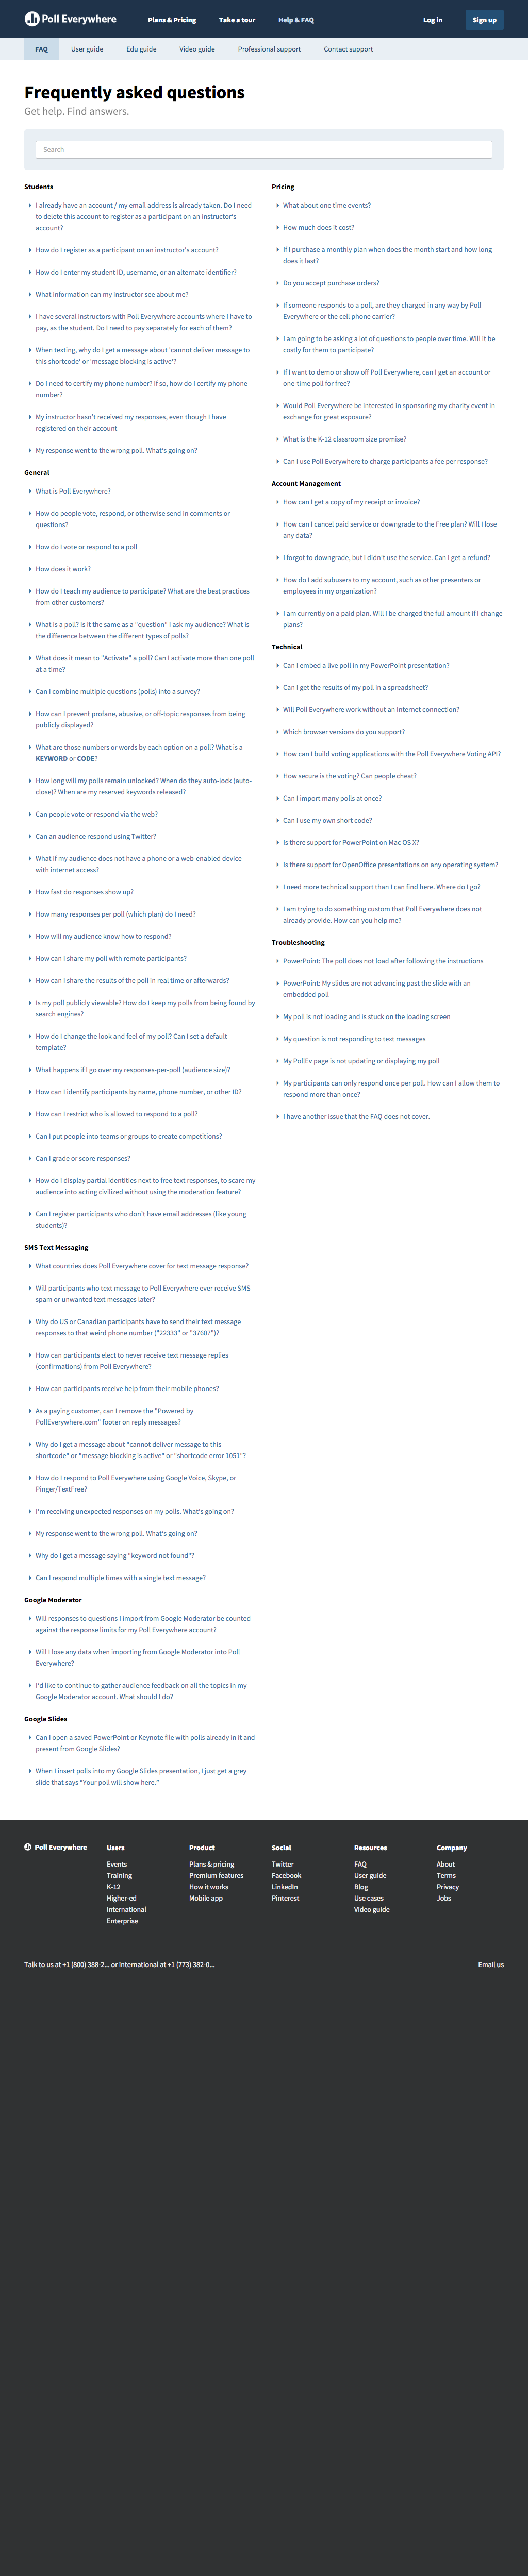 Poll Everywhere
Plans & Pricing
Take a tour
Help & FAQ
Log in
Sign up
FAQ
User guide
Edu guide
Video guide
Professional support
Contact support
Frequently asked questions
Get help. Find answers.
Search
Students
I already have an account / my email address is already taken. Do I need
to delete this account to register as a participant on an instructor's
account?
How do I register as a participant on an instructor's account?
How do I enter my student ID, username, or an alternate identifier?
What information can my instructor see about me?
I have several instructors with Poll Everywhere accounts where I have to
pay, as the student. Do I need to pay separately for each of them?
When texting, why do I get a message about 'cannot deliver message to
this shortcode' or 'message blocking is active'?
Do I need to certify my phone number? If so, how do I certify my phone
number?
My instructor hasn't received my responses, even though I have
registered on their account
My response went to the wrong poll. What's going on?
General
What is Poll Everywhere?
How do people vote, respond, or otherwise send in comments or
questions?
How do I vote or respond to a poll
How does it work?
How do I teach my audience to participate? What are the best practices
from other customers?
What is a poll? Is it the same as a "question" I ask my audience? What is
the difference between the different types of polls?
What does it mean to "Activate" a poll? Can I activate more than one poll
at a time?
Can I combine multiple questions (polls) into a survey?
How can I prevent profane, abusive, or off-topic responses from being
publicly displayed?
What are those numbers or words by each option on a poll? What is a
KEYWORD or CODE?
How long will my polls remain unlocked? When do they auto-lock (auto-
close)? When are my reserved keywords released?
Can people vote or respond via the web?
Can an audience respond using Twitter?
What if my audience does not have a phone or a web-enabled device
with internet access?
How fast do responses show up?
How many responses per poll (which plan) do I need?
How will my audience know how to respond?
How can I share my poll with remote participants?
How can I share the results of the poll in real time or afterwards?
Is my poll publicly viewable? How do I keep my polls from being found by
search engines?
How do I change the look and feel of my poll? Can I set a default
template?
What happens if I go over my responses-per-poll (audience size)?
How can I identify participants by name, phone number, or other ID?
How can I restrict who is allowed to respond to a poll?
Can I put people into teams or groups to create competitions?
Can I grade or score responses?
How do I display partial identities next to free text responses, to scare my
audience into acting civilized without using the moderation feature?
Can I register participants who don't have email addresses (like young
students)?
SMS Text Messaging
What countries does Poll Everywhere cover for text message response?
Will participants who text message to Poll Everywhere ever receive SMS
spam or unwanted text messages later?
Why do US or Canadian participants have to send their text message
responses to that weird phone number ("22333" or "37607")?
How can participants elect to never receive text message replies
(confirmations) from Poll Everywhere?
How can participants receive help from their mobile phones?
As a paying customer, can I remove the "Powered by
PollEverywhere.com" footer on reply messages?
Why do I get a message about "cannot deliver message to this
shortcode" or "message blocking is active" or "shortcode error 1051"?
How do I respond to Poll Everywhere using Google Voice, Skype, or
Pinger/TextFree?
I'm receiving unexpected responses on my polls. What's going on?
My response went to the wrong poll. What's going on?
Why do I get a message saying "keyword not found"?
Can I respond multiple times with a single text message?
Google Moderator
Will responses to questions I import from Google Moderator be counted
against the response limits for my Poll Everywhere account?
Will I lose any data when importing from Google Moderator into Poll
Everywhere?
I'd like to continue to gather audience feedback on all the topics in my
Google Moderator account. What should I do?
Google Slides
Can I open a saved PowerPoint or Keynote file with polls already in it and
present from Google Slides?
When I insert polls into my Google Slides presentation, I just get a grey
slide that says "Your poll will show here."
Pricing
What about one time events?
How much does it cost?
If I purchase a monthly plan when does the month start and how long
does it last?
Do you accept purchase orders?
If someone responds to a poll, are they charged in any way by Poll
Everywhere or the cell phone carrier?
I am going to be asking a lot of questions to people over time. Will it be
costly for them to participate?
If I want to demo or show off Poll Everywhere, can I get an account or
one-time poll for free?
Would Poll Everywhere be interested in sponsoring my charity event in
exchange for great exposure?
What is the K-12 classroom size promise?
Can I use Poll Everywhere to charge participants a fee per response?
Account Management
How can I get a copy of my receipt or invoice?
How can I cancel paid service or downgrade to the Free plan? Will I lose
any data?
I forgot to downgrade, but I didn't use the service. Can I get a refund?
How do I add subusers to my account, such as other presenters or
employees in my organization?
I am currently on a paid plan. Will I be charged the full amount if I change
plans?
Technical
Can I embed a live poll in my PowerPoint presentation?
Can I get the results of my poll in a spreadsheet?
Will Poll Everywhere work without an Internet connection?
Which browser versions do you support?
How can I build voting applications with the Poll Everywhere Voting API?
How secure is the voting? Can people cheat?
Can I import many polls at once?
Can I use my own short code?
Is there support for PowerPoint on Mac OS X?
Is there support for OpenOffice presentations on any operating system?
I need more technical support than I can find here. Where do I go?
I am trying to do something custom that Poll Everywhere does not
already provide. How can you help me?
Troubleshooting
PowerPoint: The poll does not load after following the instructions
PowerPoint: My slides are not advancing past the slide with an
embedded poll
My poll is not loading and is stuck on the loading screen
My question is not responding to text messages
My PollEv page is not updating or displaying my poll
My participants can only respond once per poll. How can I allow them to
respond more than once?
I have another issue that the FAQ does not cover.
Poll Everywhere
Users
Events
Training
K-12
Higher-ed
International
Enterprise
Product
Plans & pricing
Premium features
How it works
Mobile app
Social
Twitter
Facebook
LinkedIn
Pinterest
Resources
FAQ
User guide
Blog
Use cases
Video guide
Company
About
Terms
Privacy
Jobs
Talk to us at +1 (800) 388-2... or international at +1 (773) 382-0...
Email us